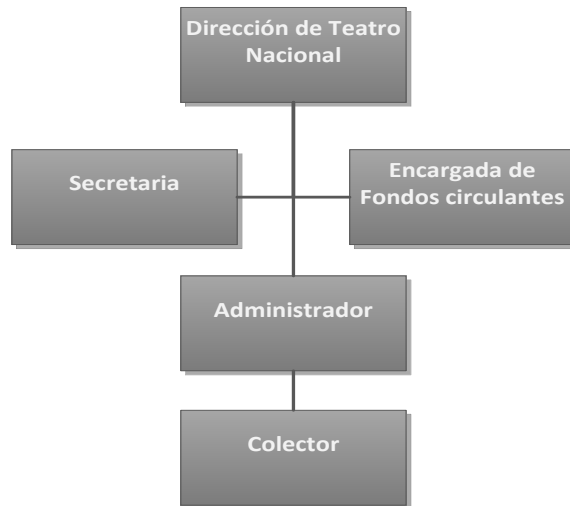 Dirección de Teatro
Nacional
Secretaria
Encargada de
Fondos circulantes
Administrador
Colector